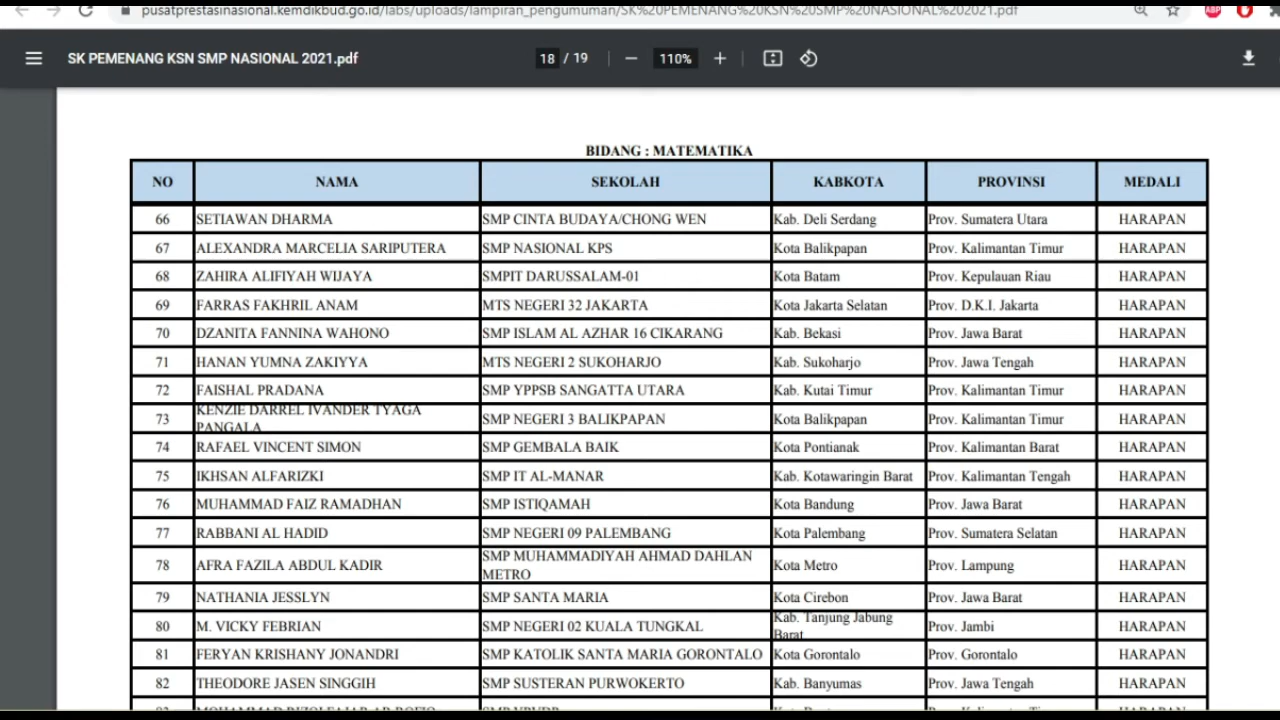 pusatprestasinasional.kemdikbud.go.id/labs/uploads/lampiran_pengumuman/SK%20PEMENANG%20KSN%20SMP%20NASIONAL%202021.pdf
ABP
SK PEMENANG KSN SMP NASIONAL 2021.pdf 18 / 19 — 110% +
BIDANG : MATEMATIKA
NO NAMA SEKOLAH KABKOTA PROVINSI MEDALI
66 SETIAWAN DHARMA SMP CINTA BUDAYA/CHONG WEN Kab. Deli Serdang Prov. Sumatera Utara HARAPAN
67 ALEXANDRA MARCELIA SARIPUTERA SMP NASIONAL KPS Kota Balikpapan Prov. Kalimantan Timur HARAPAN
68 ZAHIRA ALIFIYAH WIJAYA SMPIT DARUSSALAM-01 Kota Batam Prov. Kepulauan Riau HARAPAN
69 FARRAS FAKHRIL ANAM MTS NEGERI 32 JAKARTA Kota Jakarta Selatan Prov. D.K.I. Jakarta HARAPAN
70 DZANITA FANNINA WAHONO SMP ISLAM AL AZHAR 16 CIKARANG Kab. Bekasi Prov. Jawa Barat HARAPAN
71 HANAN YUMNA ZAKIYYA MTS NEGERI 2 SUKOHARJO Kab. Sukoharjo Prov. Jawa Tengah HARAPAN
72 FAISHAL PRADANA SMP YPPSB SANGATTA UTARA Kab. Kutai Timur Prov. Kalimantan Timur HARAPAN
73 KENZIE DARREL IVANDER TYAGA PANGALA SMP NEGERI 3 BALIKPAPAN Kota Balikpapan Prov. Kalimantan Timur HARAPAN
74 RAFAEL VINCENT SIMON SMP GEMBALA BAIK Kota Pontianak Prov. Kalimantan Barat HARAPAN
75 IKHSAN ALFARIZKI SMP IT AL-MANAR Kab. Kotawaringin Barat Prov. Kalimantan Tengah HARAPAN
76 MUHAMMAD FAIZ RAMADHAN SMP ISTIQAMAH Kota Bandung Prov. Jawa Barat HARAPAN
77 RABBANI AL HADID SMP NEGERI 09 PALEMBANG Kota Palembang Prov. Sumatera Selatan HARAPAN
78 AFRA FAZILA ABDUL KADIR SMP MUHAMMADIYAH AHMAD DAHLAN METRO Kota Metro Prov. Lampung HARAPAN
79 NATHANIA JESSLYN SMP SANTA MARIA Kota Cirebon Prov. Jawa Barat HARAPAN
80 M. VICKY FEBRIAN SMP NEGERI 02 KUALA TUNGKAL Kab. Tanjung Jabung Barat Prov. Jambi HARAPAN
81 FERYAN KRISHANY JONANDRI SMP KATOLIK SANTA MARIA GORONTALO Kota Gorontalo Prov. Gorontalo HARAPAN
82 THEODORE JASEN SINGGIH SMP SUSTERAN PURWOKERTO Kab. Banyumas Prov. Jawa Tengah HARAPAN